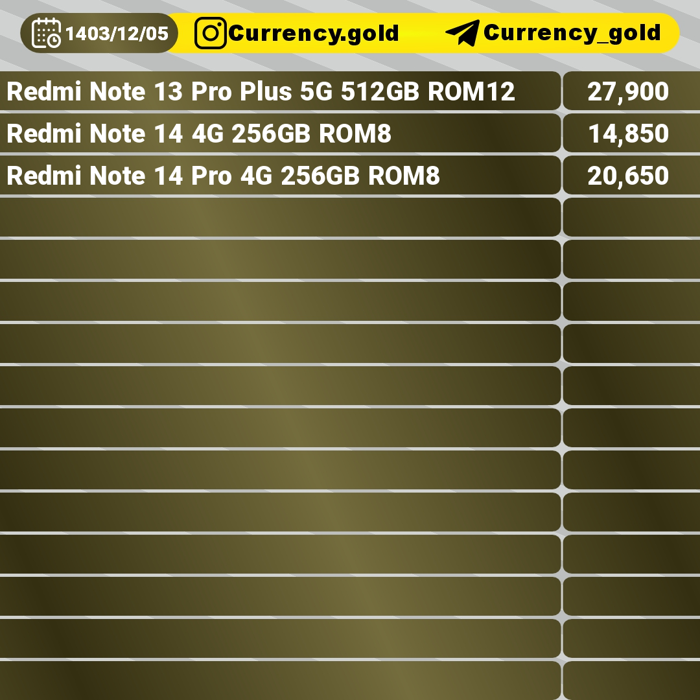 1403/12/05 Currency.gold Currency_gold
Redmi Note 13 Pro Plus 5G 512GB ROM12 27,900
Redmi Note 14 4G 256GB ROM8 14,850
Redmi Note 14 Pro 4G 256GB ROM8 20,650